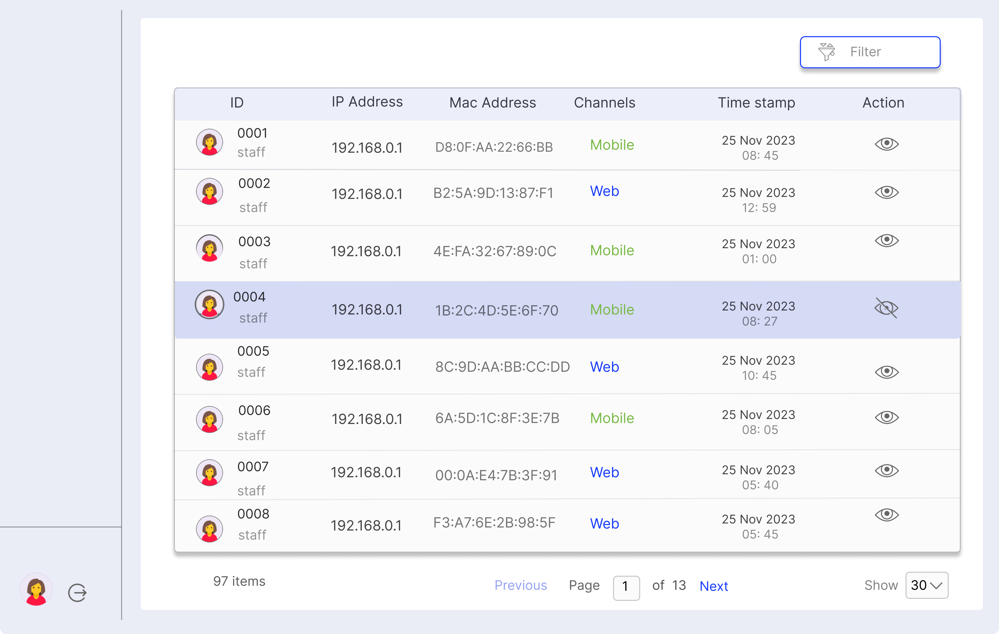 Filter
ID IP Address Mac Address Channels Time stamp Action
0001
staff
192.168.0.1 D8:0F:AA:22:66:BB Mobile 25 Nov 2023
08: 45
0002
staff
192.168.0.1 B2:5A:9D:13:87:F1 Web 25 Nov 2023
12: 59
0003
staff
192.168.0.1 4E:FA:32:67:89:0C Mobile 25 Nov 2023
01: 00
0004
staff
192.168.0.1 1B:2C:4D:5E:6F:70 Mobile 25 Nov 2023
08: 27
0005
staff
192.168.0.1 8C:9D:AA:BB:CC:DD Web 25 Nov 2023
10: 45
0006
staff
192.168.0.1 6A:5D:1C:8F:3E:7B Mobile 25 Nov 2023
08: 05
0007
staff
192.168.0.1 00:0A:E4:7B:3F:91 Web 25 Nov 2023
05: 40
0008
staff
192.168.0.1 F3:A7:6E:2B:98:5F Web 25 Nov 2023
05: 45
97 items Previous Page 1 of 13 Next Show 30